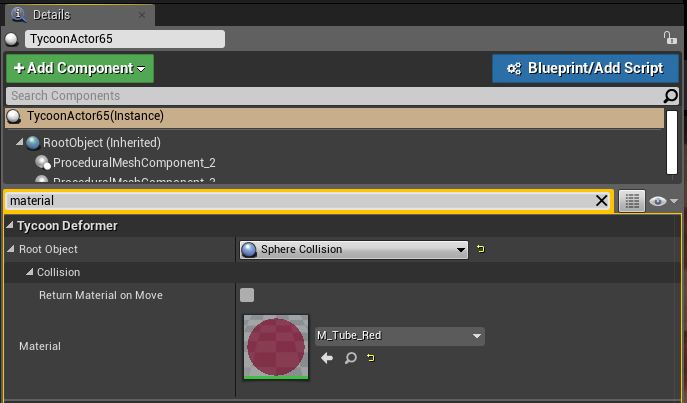 Details
TycoonActor65
+ Add Component
Blueprint/Add Script
Search Components
TycoonActor65(Instance)
RootObject (Inherited)
ProceduralMeshComponent_2
ProceduralMeshComponent_3
material
Tycoon Deformer
Root Object
Sphere Collision
Collision
Return Material on Move
Material
M_Tube_Red